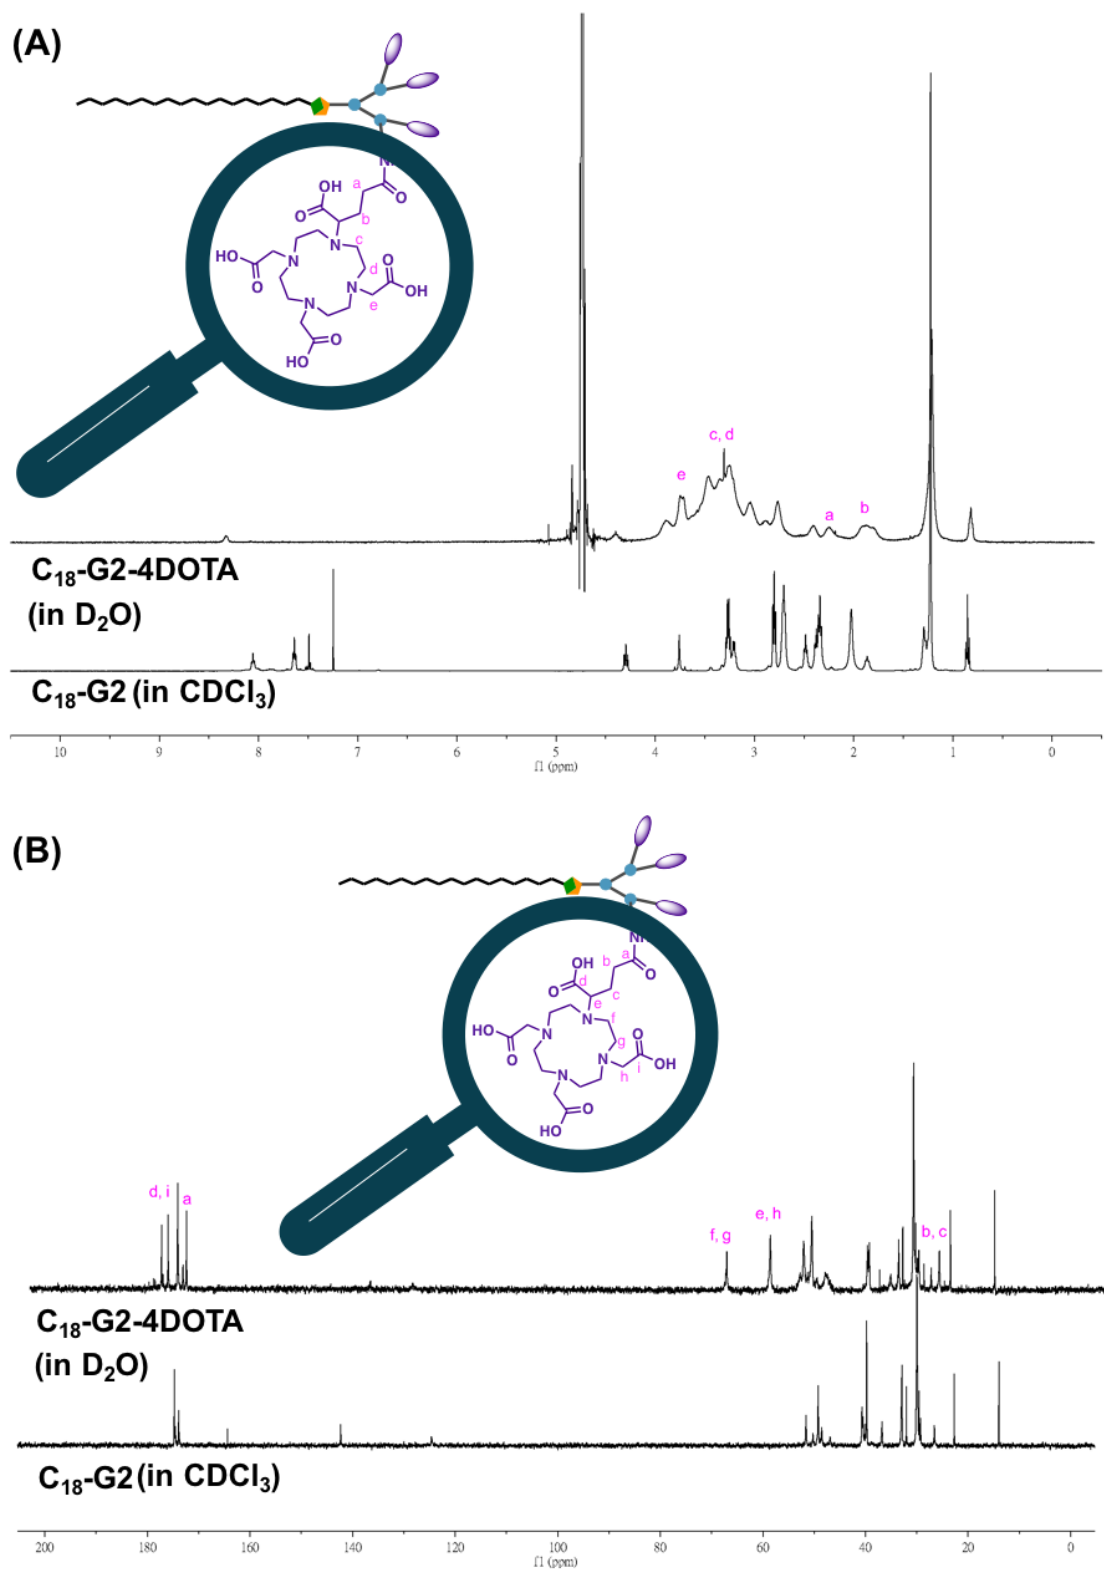 (A)
N
OH
a
O
O
b
N
c
HO
N
d
O
O
N
OH
N
e
O
HO
e
c, d
a
b
C18-G2-4DOTA
(in D2O)
C18-G2 (in CDCl3)
10 9 8 7 6 5 4 3 2 1 0
f1 (ppm)
(B)
N
OH
b
a
O
d
O
c
e
N
f
HO
N
g
O
O
N
OH
i
N
h
O
HO
d, i
a
f, g
e, h
b, c
C18-G2-4DOTA
(in D2O)
C18-G2 (in CDCl3)
200 180 160 140 120 100 80 60 40 20 0
f1 (ppm)